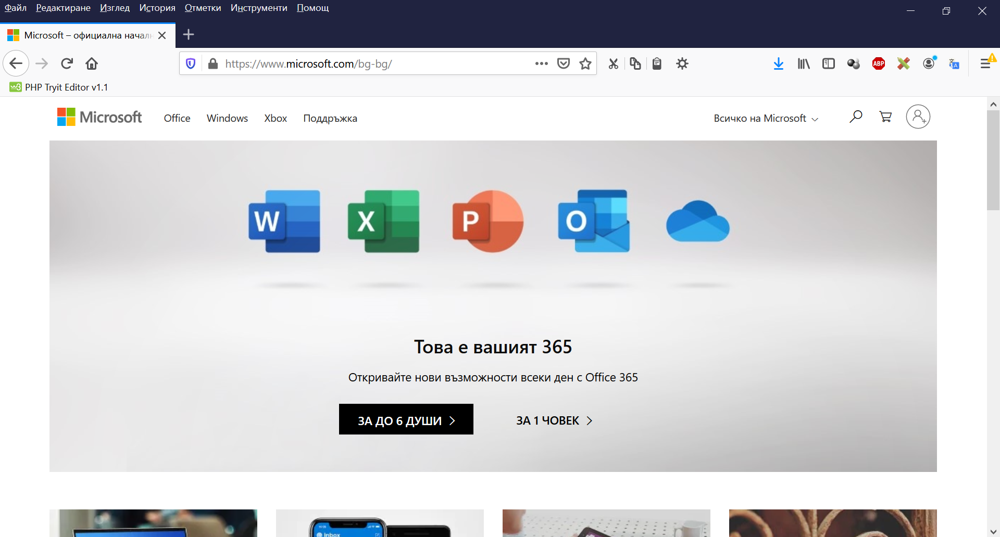 Файл Редактиране Изглед История Отметки Инструменти Помощ
Microsoft – официална начал
https://www.microsoft.com/bg-bg/
ABP
PHP Tryit Editor v1.1
Microsoft Office Windows Xbox Поддръжка Всичко на Microsoft
W X P O
Това е вашият 365
Откривайте нови възможности всеки ден с Office 365
ЗА ДО 6 ДУШИ ЗА 1 ЧОВЕК
Inbox